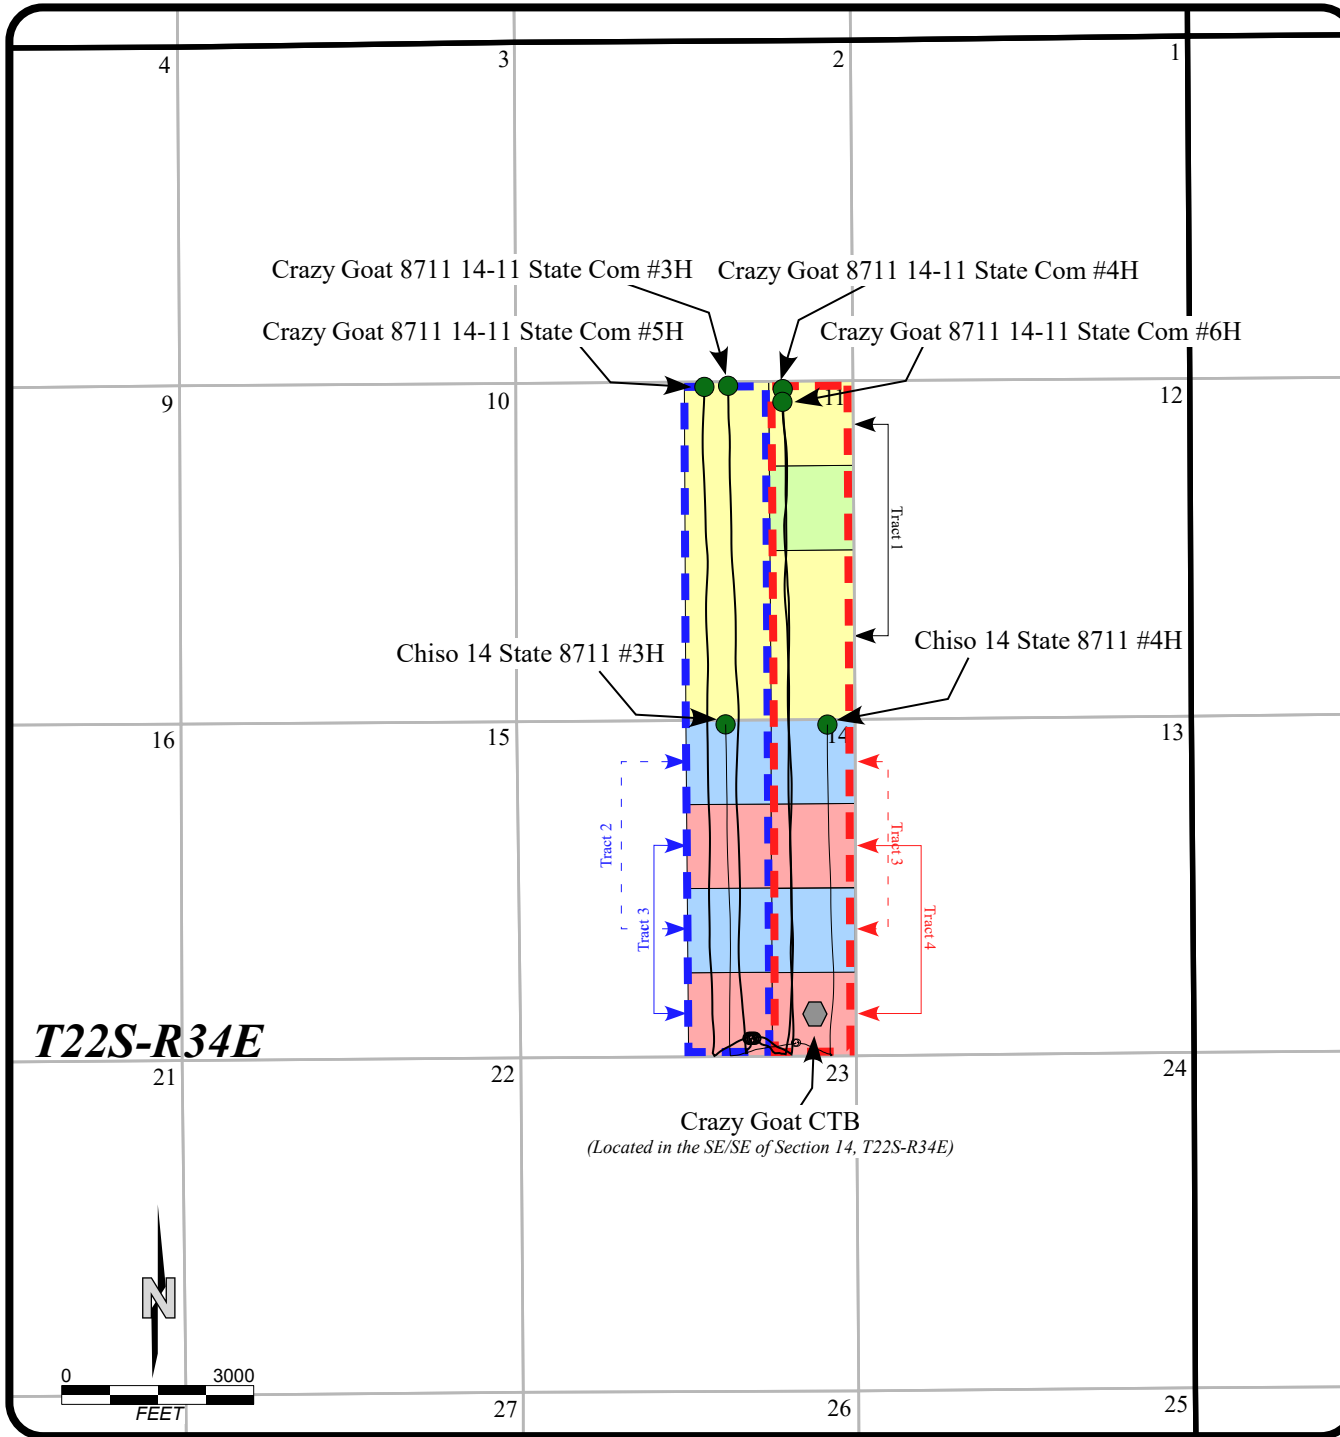 4
3
2
1
Crazy Goat 8711 14-11 State Com #3H
Crazy Goat 8711 14-11 State Com #4H
Crazy Goat 8711 14-11 State Com #5H
Crazy Goat 8711 14-11 State Com #6H
9
10
11
12
Tract 1
Chiso 14 State 8711 #3H
Chiso 14 State 8711 #4H
16
15
14
13
Tract 2
Tract 3
Tract 3
Tract 4
T22S-R34E
21
22
23
24
Crazy Goat CTB
(Located in the SE/SE of Section 14, T22S-R34E)
N
0 3000
FEET
27
26
25